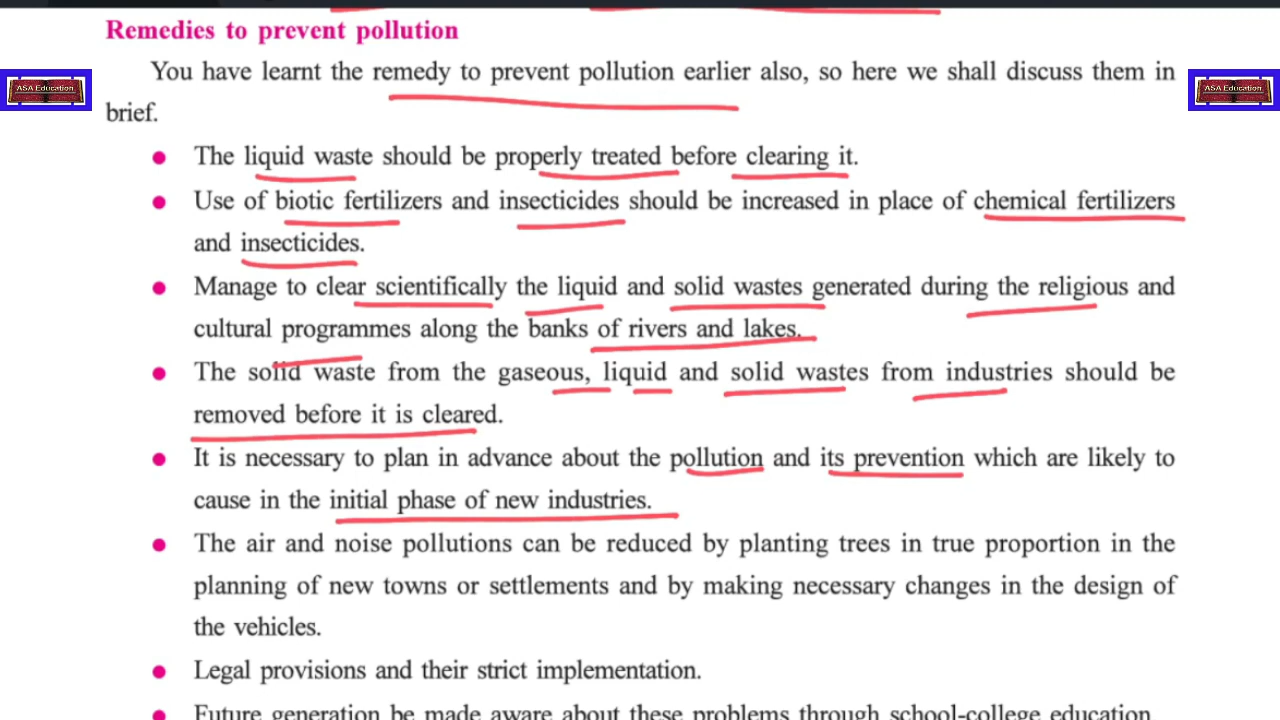 Remedies to prevent pollution
You have learnt the remedy to prevent pollution earlier also, so here we shall discuss them in
ASA Education.
ASA Education.
brief.
● The liquid waste should be properly treated before clearing it.
● Use of biotic fertilizers and insecticides should be increased in place of chemical fertilizers
and insecticides.
● Manage to clear scientifically the liquid and solid wastes generated during the religious and
cultural programmes along the banks of rivers and lakes.
● The solid waste from the gaseous, liquid and solid wastes from industries should be
removed before it is cleared.
● It is necessary to plan in advance about the pollution and its prevention which are likely to
cause in the initial phase of new industries.
● The air and noise pollutions can be reduced by planting trees in true proportion in the
planning of new towns or settlements and by making necessary changes in the design of
the vehicles.
● Legal provisions and their strict implementation.
● Future generation be made aware about these problems through school-college education